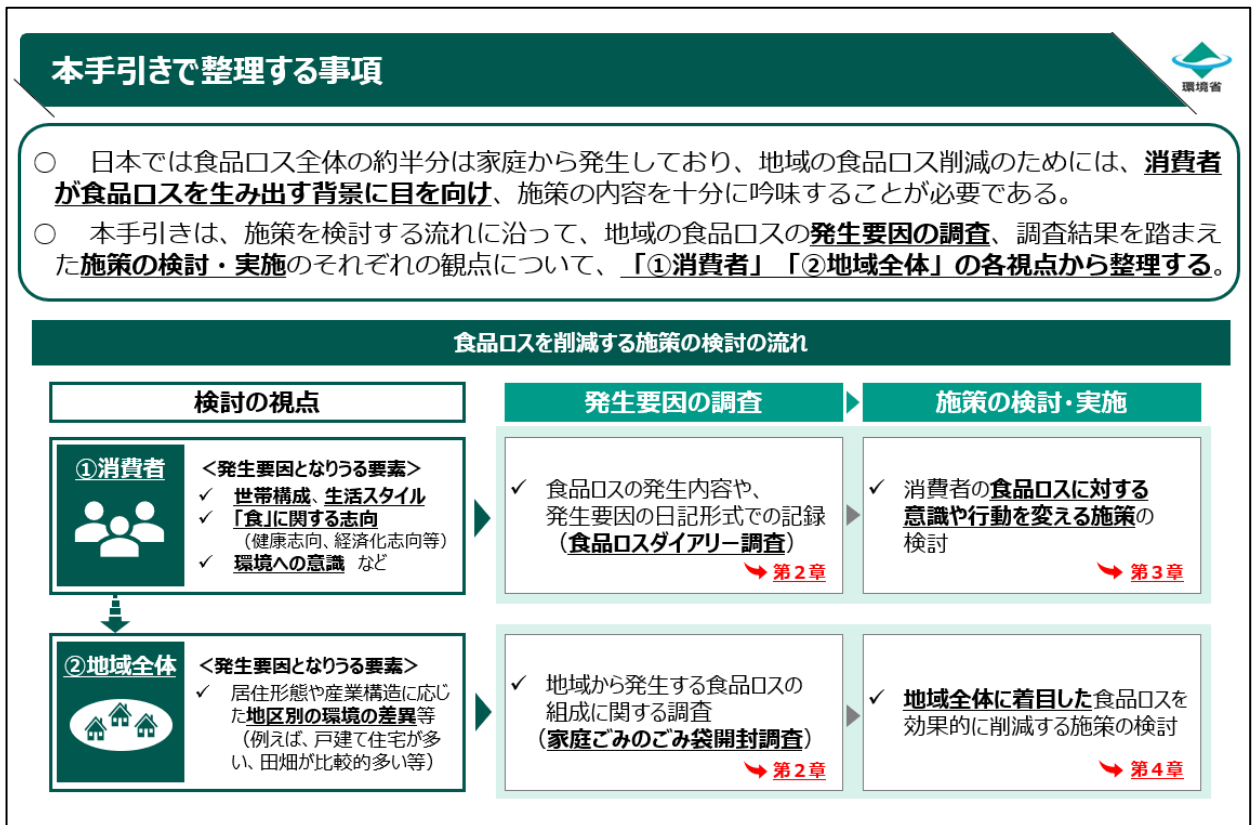 本手引きで整理する事項
環境省
○　日本では食品ロス全体の約半分は家庭から発生しており、地域の食品ロス削減のためには、消費者
が食品ロスを生み出す背景に目を向け、施策の内容を十分に吟味することが必要である。
○　本手引きは、施策を検討する流れに沿って、地域の食品ロスの発生要因の調査、調査結果を踏まえ
た施策の検討・実施のそれぞれの観点について、「①消費者」「②地域全体」の各視点から整理する。
食品ロスを削減する施策の検討の流れ
検討の視点
発生要因の調査
施策の検討・実施
①消費者
＜発生要因となりうる要素＞
✓ 世帯構成、生活スタイル
✓ 「食」に関する志向
（健康志向、経済化志向等）
✓ 環境への意識 など
✓ 食品ロスの発生内容や、
発生要因の日記形式での記録
（食品ロスダイアリー調査）
第２章
✓ 消費者の食品ロスに対する
意識や行動を変える施策の
検討
第３章
②地域全体
＜発生要因となりうる要素＞
✓ 居住形態や産業構造に応じ
た地区別の環境の差異等
（例えば、戸建て住宅が多
い、田畑が比較的多い等）
✓ 地域から発生する食品ロスの
組成に関する調査
（家庭ごみのごみ袋開封調査）
第２章
✓ 地域全体に着目した食品ロスを
効果的に削減する施策の検討
第４章